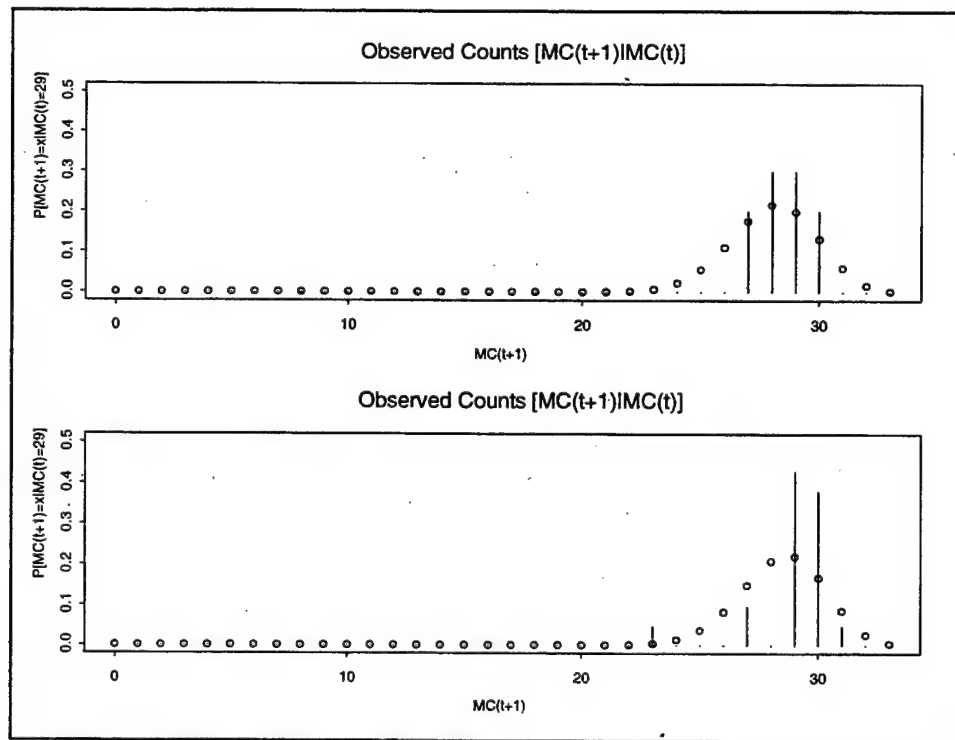 Observed Counts [MC(t+1)|MC(t)]
P[MC(t+1)=x|MC(t)=29]
0.5
0.4
0.3
0.2
0.1
0.0
0 10 20 30
MC(t+1)
Observed Counts [MC(t+1)|MC(t)]
P[MC(t+1)=x|MC(t)=29]
0.5
0.4
0.3
0.2
0.1
0.0
0 10 20 30
MC(t+1)